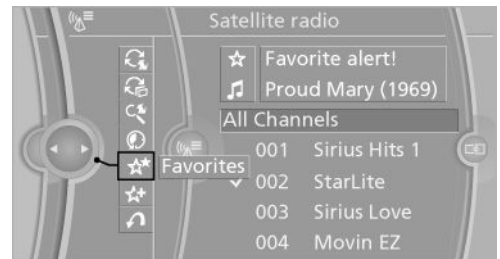 Satellite radio
Favorite alert!
Proud Mary (1969)
All Channels
001 Sirius Hits 1
Favorites
002 StarLite
003 Sirius Love
004 Movin EZ